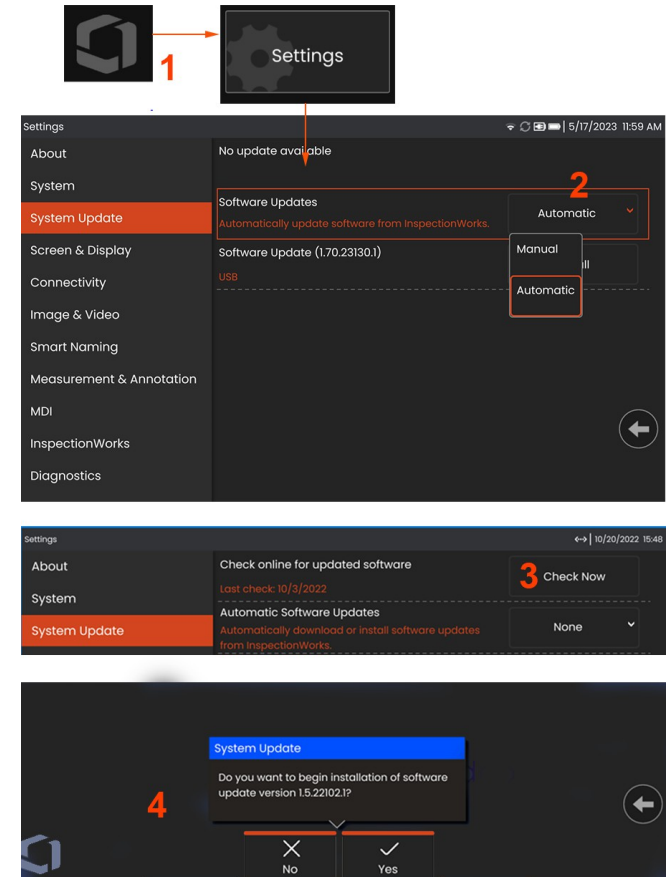 1
Settings
Settings
5/17/2023 11:59 AM
About
No update available
System
2
Software Updates
Automatic
System Update
Automatically update software from InspectionWorks.
Screen & Display
Software Update (1.70.23130.1)
Manual
USB
Connectivity
Automatic
Image & Video
Smart Naming
Measurement & Annotation
MDI
InspectionWorks
Diagnostics
Settings
10/20/2022 15:48
About
Check online for updated software
3
Check Now
Last check: 10/3/2022
System
Automatic Software Updates
System Update
Automatically download or install software updates
from InspectionWorks.
None
System Update
Do you want to begin installation of software
update version 1.5.22102.1?
4
No
Yes